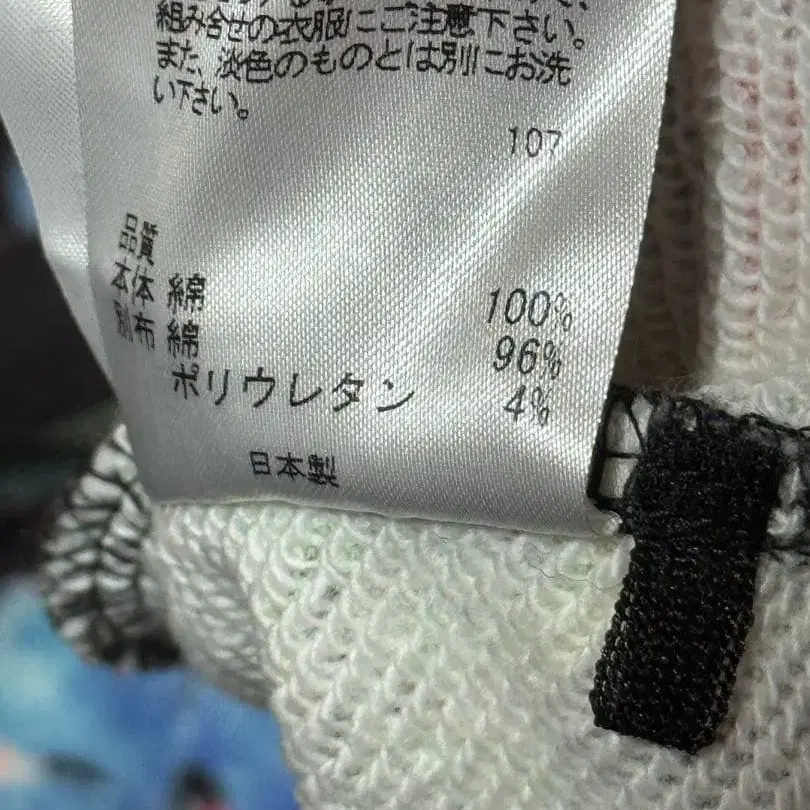 組み合せの衣服にご注意下さい。
また、淡色のものとは別にお洗
い下さい。
107
品質
本体 綿 100%
別布 綿 96%
ポリウレタン 4%
日本製